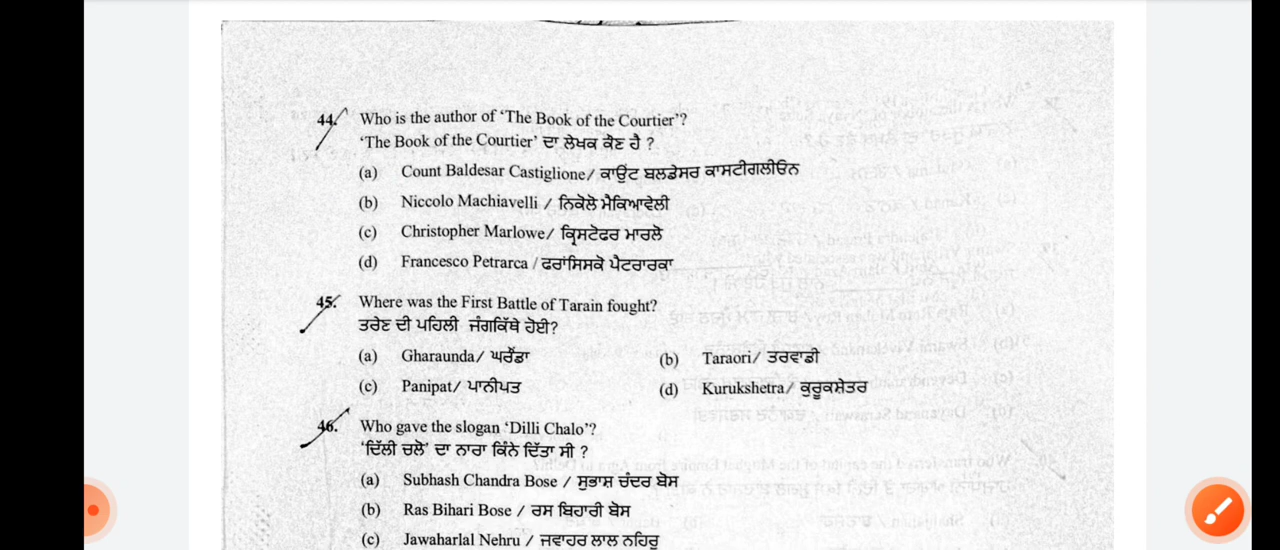 44. Who is the author of ‘The Book of the Courtier’?
‘The Book of the Courtier’ ਦਾ ਲੇਖਕ ਕੌਣ ਹੈ ?
(a) Count Baldesar Castiglione / ਕਾਉਂਟ ਬਲਡੇਸਰ ਕਾਸਟੀਗਲੀਓਨ
(b) Niccolo Machiavelli / ਨਿਕੋਲੋ ਮੈਕਿਆਵੇਲੀ
(c) Christopher Marlowe / ਕ੍ਰਿਸਟੋਫਰ ਮਾਰਲੋ
(d) Francesco Petrarca / ਫਰਾਂਸਿਸਕੋ ਪੈਟਰਾਰਕਾ
45. Where was the First Battle of Tarain fought?
ਤਰੇਣ ਦੀ ਪਹਿਲੀ ਜੰਗਕਿੱਥੇ ਹੋਈ?
(a) Gharaunda / ਘਰੌਂਡਾ (b) Taraori / ਤਰਵਾੜੀ
(c) Panipat / ਪਾਨੀਪਤ (d) Kurukshetra / ਕੁਰੂਕਸ਼ੇਤਰ
46. Who gave the slogan ‘Dilli Chalo’?
‘ਦਿੱਲੀ ਚਲੋ’ ਦਾ ਨਾਰਾ ਕਿੰਨੇ ਦਿੱਤਾ ਸੀ ?
(a) Subhash Chandra Bose / ਸੁਭਾਸ਼ ਚੰਦਰ ਬੋਸ
(b) Ras Bihari Bose / ਰਸ ਬਿਹਾਰੀ ਬੋਸ
(c) Jawaharlal Nehru / ਜਵਾਹਰ ਲਾਲ ਨਹਿਰੂ